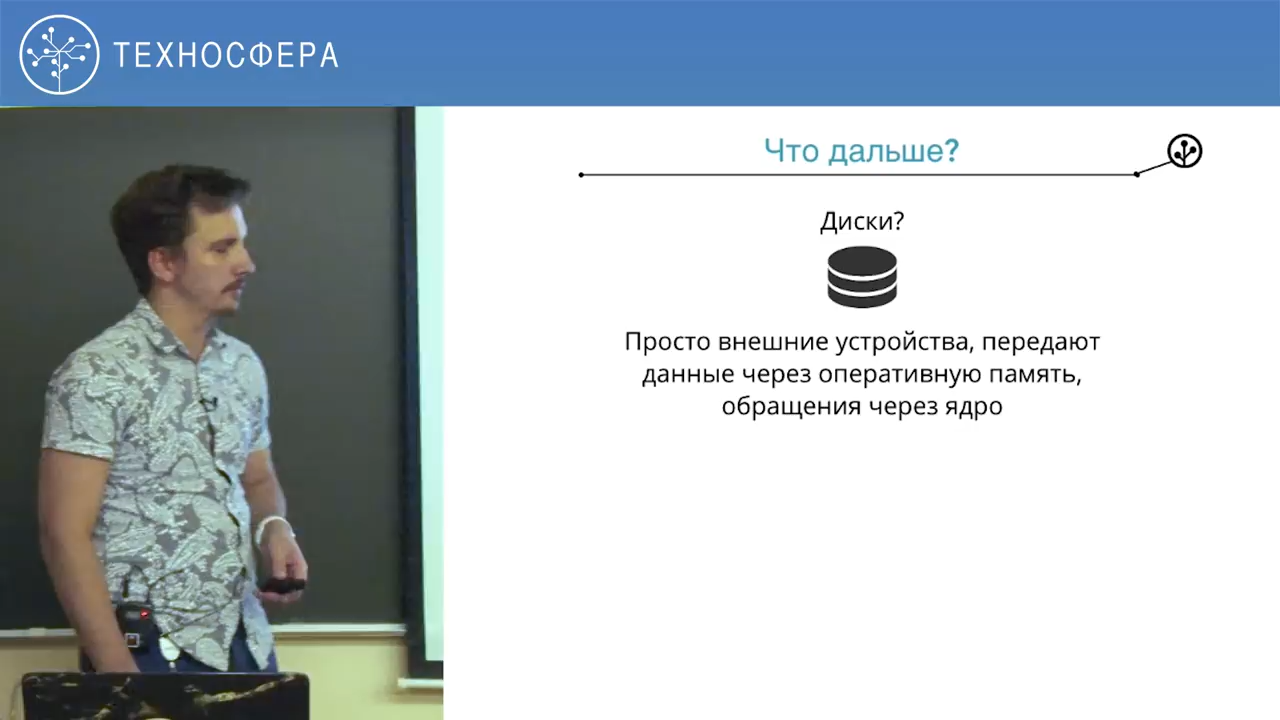 ТЕХНОСФЕРА
Что дальше?
Диски?
Просто внешние устройства, передают
данные через оперативную память,
обращения через ядро